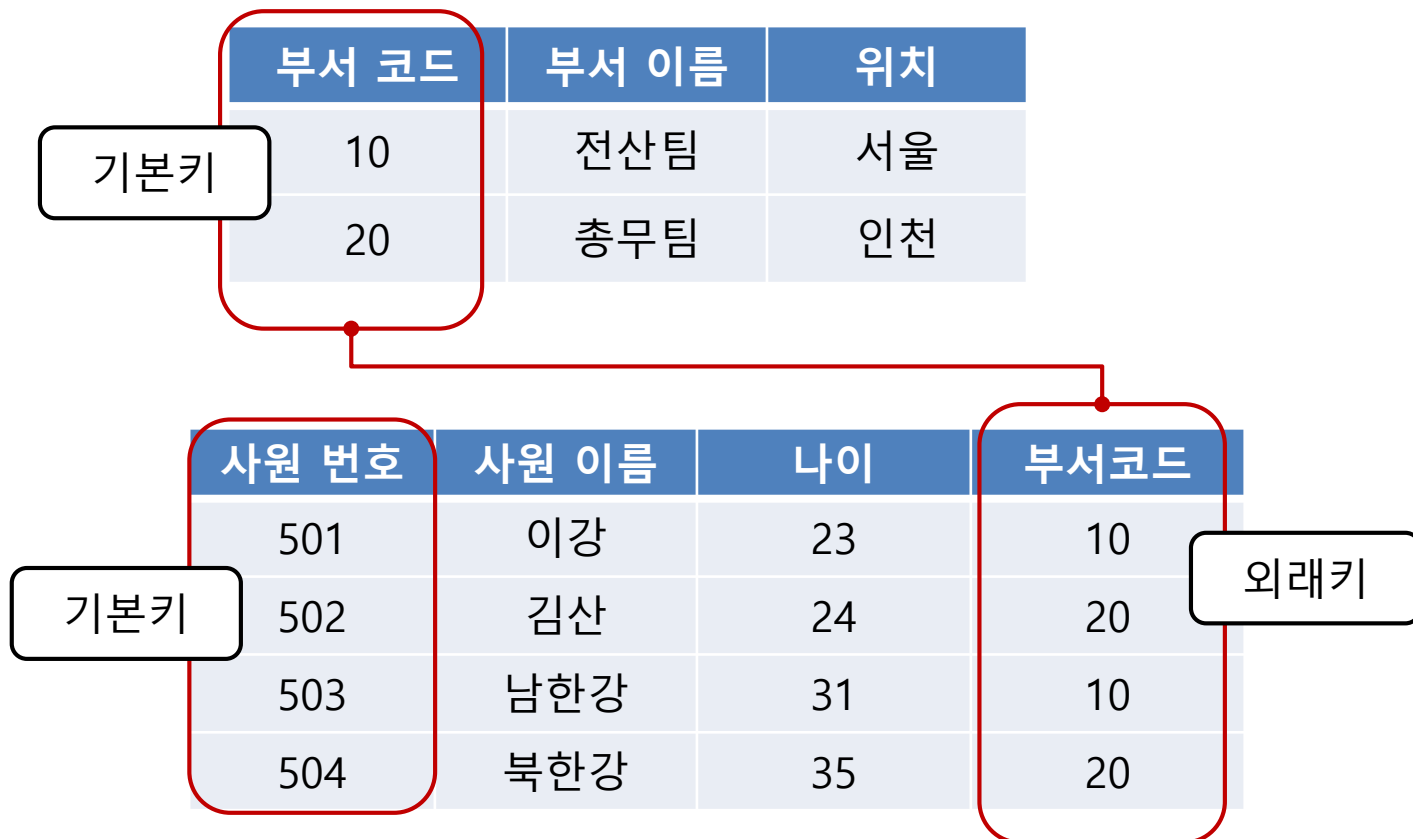 부서 코드 부서 이름 위치
기본키
10 전산팀 서울
20 총무팀 인천
사원 번호 사원 이름 나이 부서코드
501 이강 23 10
외래키
기본키
502 김산 24 20
503 남한강 31 10
504 북한강 35 20